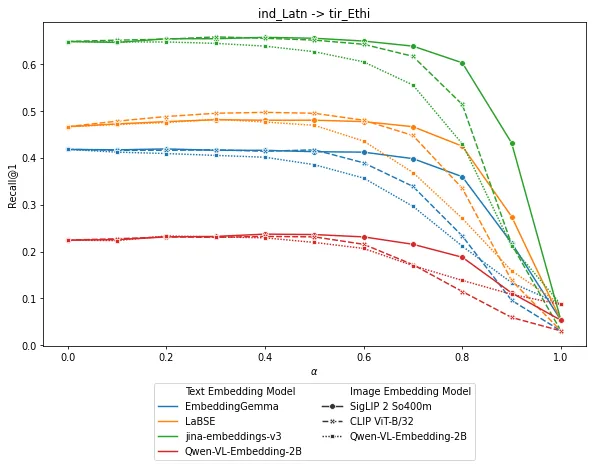 ind_Latn -> tir_Ethi
Recall@1
0.6
0.5
0.4
0.3
0.2
0.1
0.0
0.0 0.2 0.4 0.6 0.8 1.0
α
Text Embedding Model
EmbeddingGemma
LaBSE
jina-embeddings-v3
Qwen-VL-Embedding-2B
Image Embedding Model
SigLIP 2 So400m
CLIP ViT-B/32
Qwen-VL-Embedding-2B